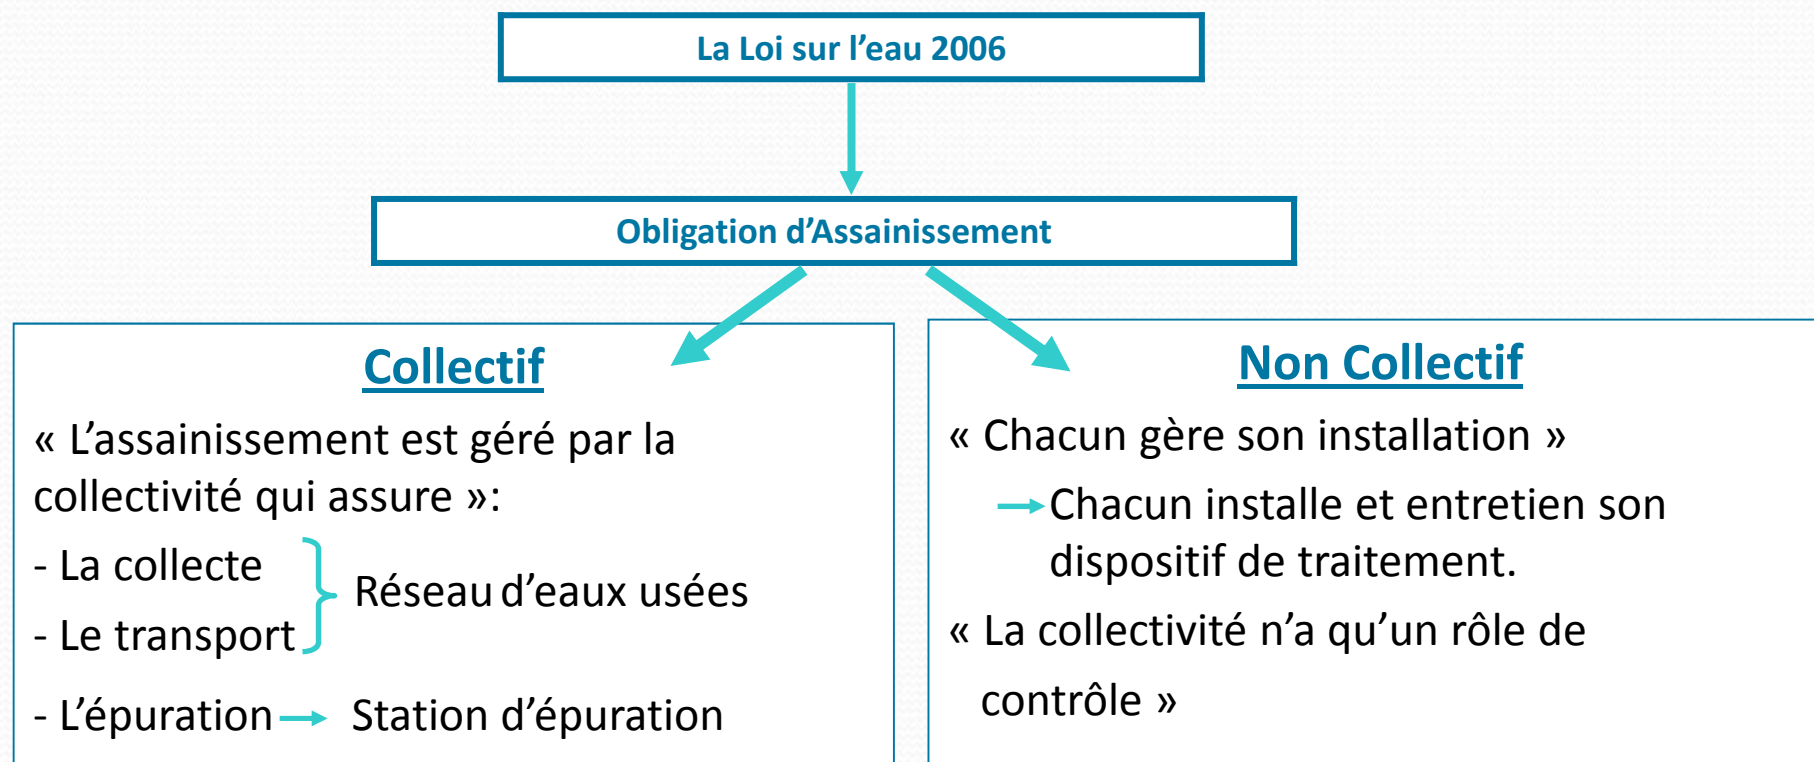 La Loi sur l’eau 2006
Obligation d’Assainissement
Collectif
« L’assainissement est géré par la
collectivité qui assure »:
- La collecte
- Le transport
Réseau d’eaux usées
- L’épuration
Station d’épuration
Non Collectif
« Chacun gère son installation »
Chacun installe et entretien son
dispositif de traitement.
« La collectivité n’a qu’un rôle de
contrôle »